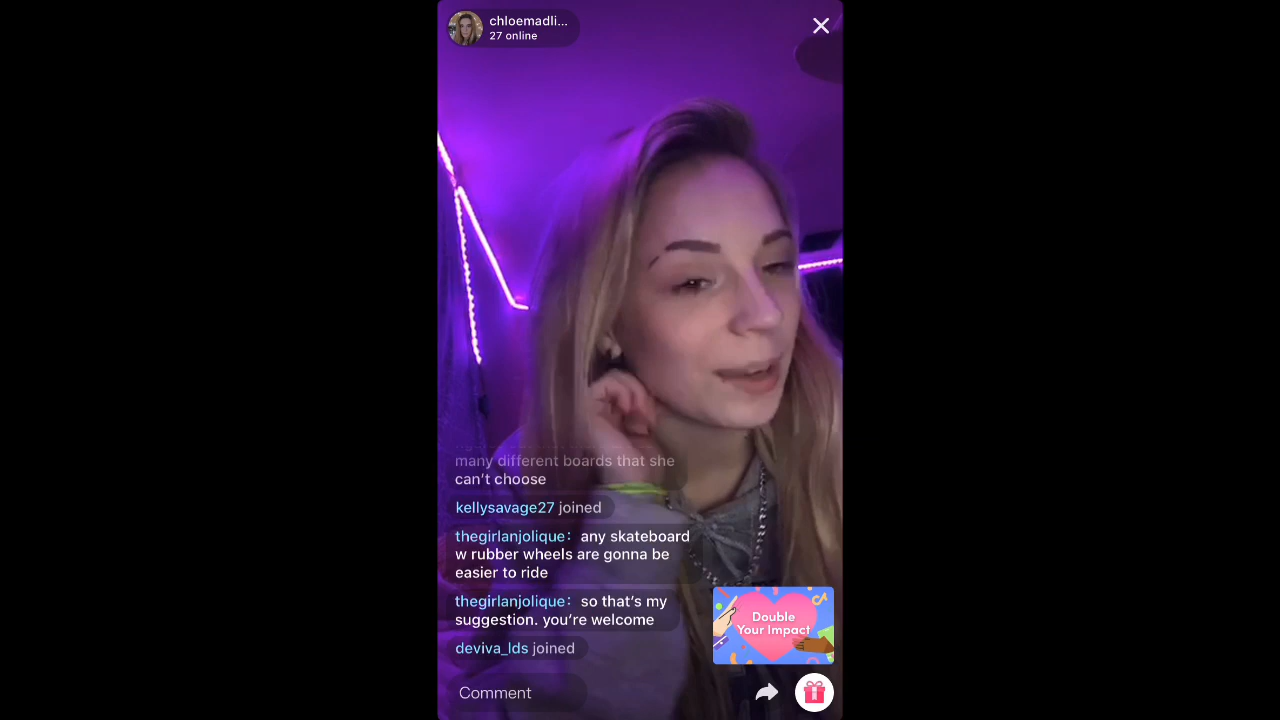 chloemadli...
27 online
many different boards that she
can't choose
kellysavage27 joined
thegirlanjolique: any skateboard
w rubber wheels are gonna be
easier to ride
thegirlanjolique: so that's my
suggestion. you're welcome
deviva_lds joined
Double
Your Impact
Comment